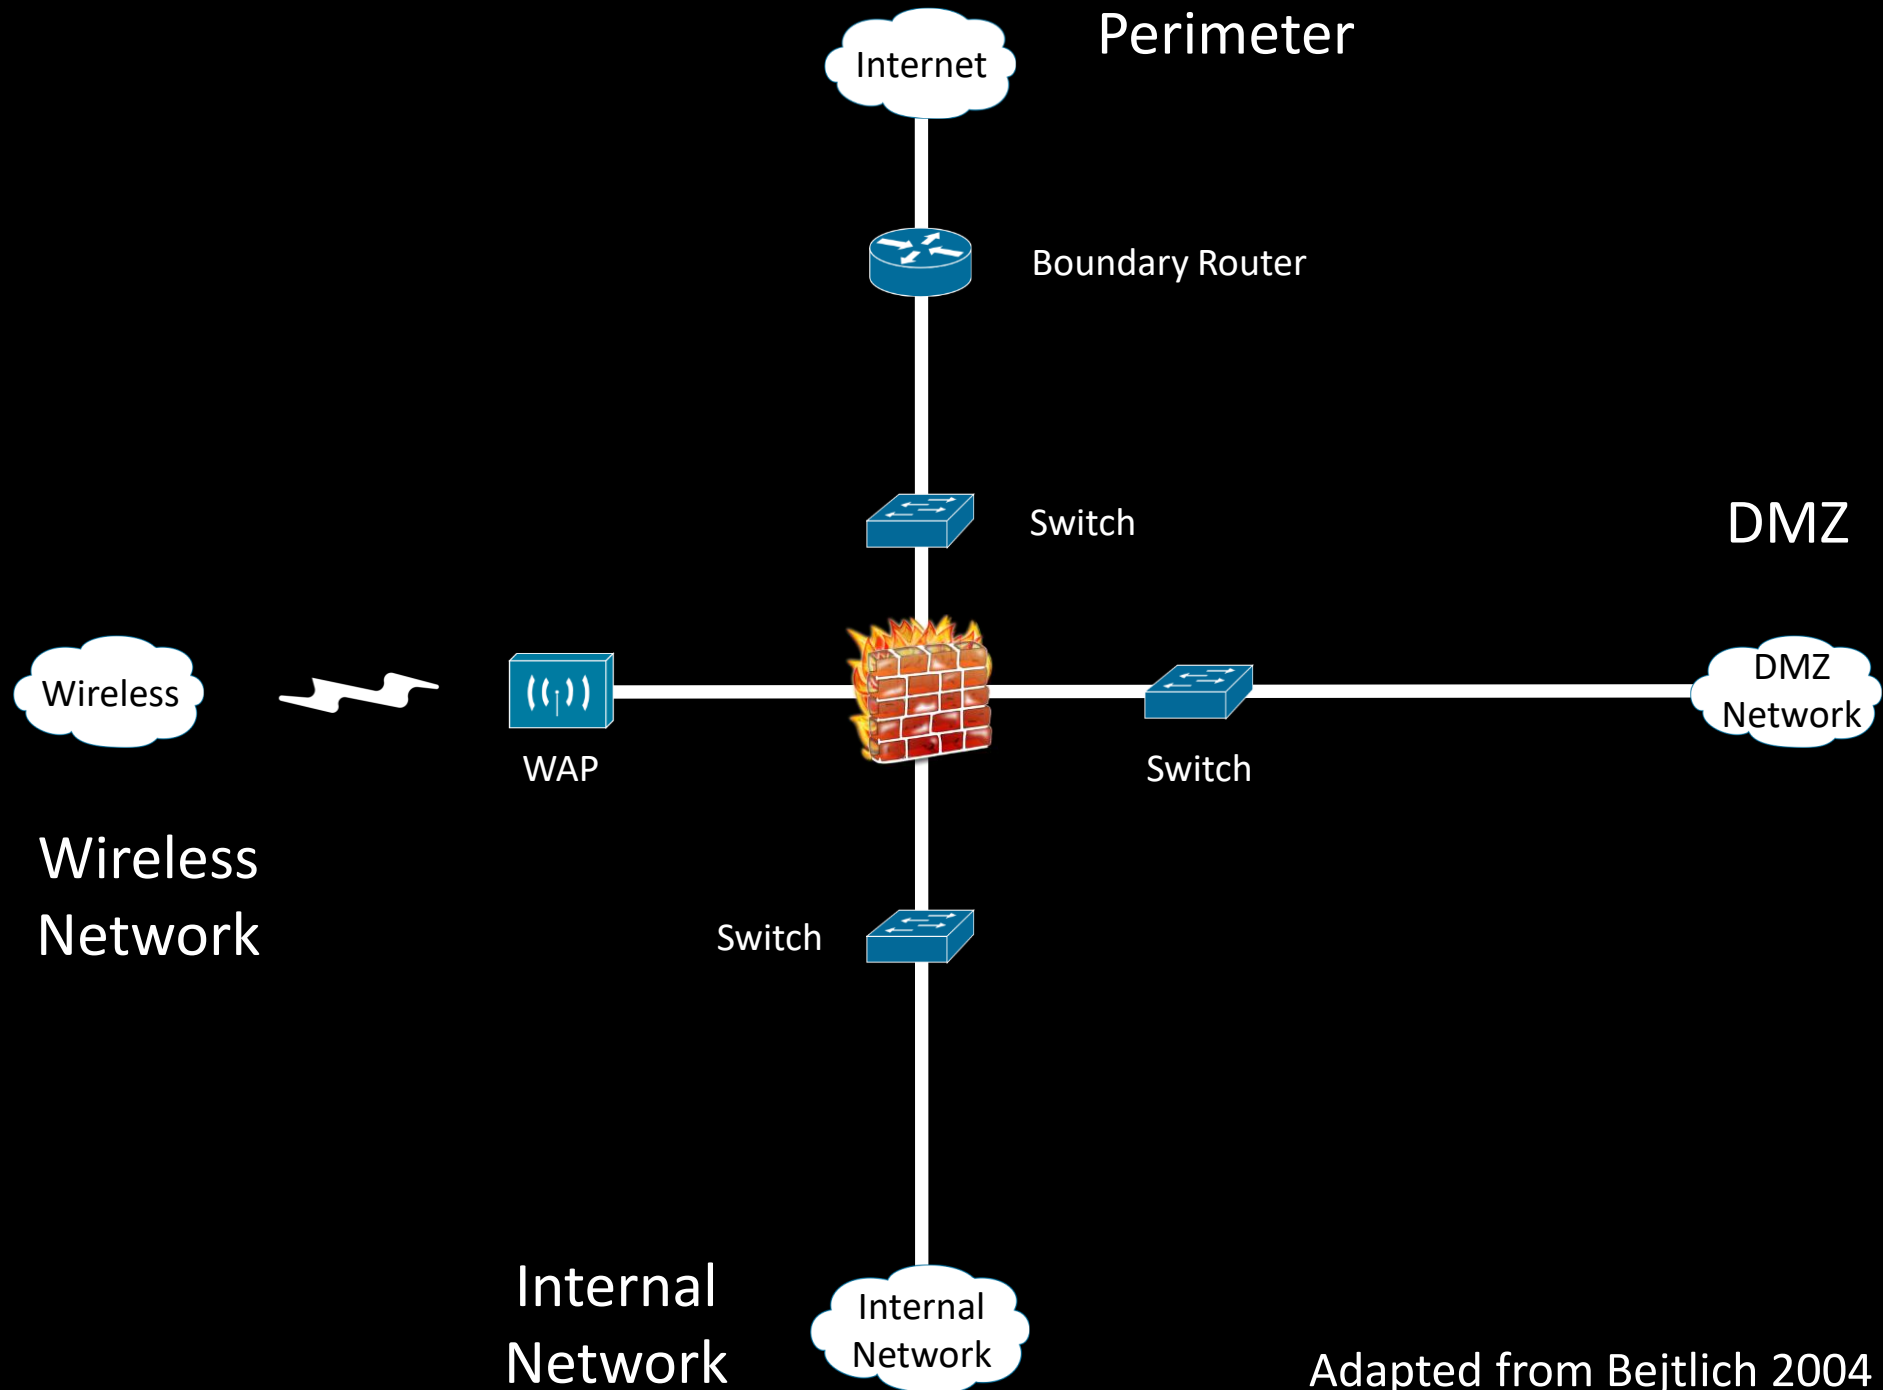 Perimeter
Internet
Boundary Router
Switch
DMZ
Wireless
WAP
Switch
DMZ
Network
Wireless
Network
Switch
Internal
Network
Internal
Network
Adapted from Bejtlich 2004